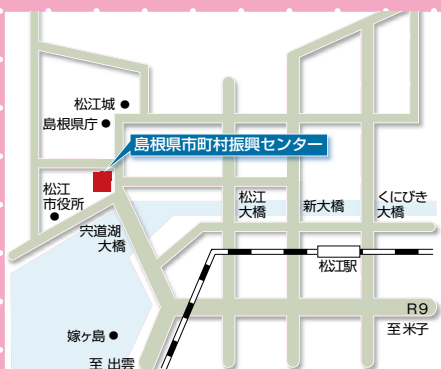 松江城
島根県庁
島根県市町村振興センター
松江
市役所
宍道湖
大橋
松江
大橋
新大橋
くにびき
大橋
松江駅
R9
至 米子
嫁ヶ島
至 出雲